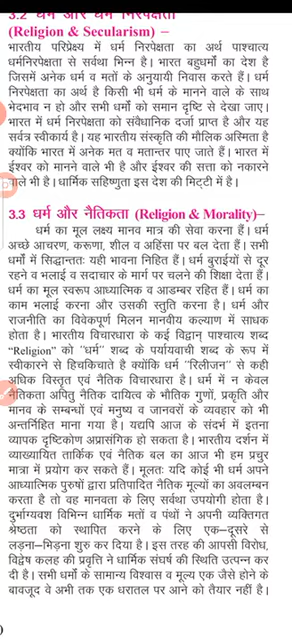 3.2 धर्म और धर्म निरपेक्षता
(Religion & Secularism) –
भारतीय परिप्रेक्ष्य में धर्म निरपेक्षता का अर्थ पाश्चात्य
धर्मनिरपेक्षता से सर्वथा भिन्न है। भारत बहुधर्मों का देश है
जिसमें अनेक धर्म व मतों के अनुयायी निवास करते हैं। धर्म
निरपेक्षता का अर्थ है किसी भी धर्म के मानने वाले के साथ
भेदभाव न हो और सभी धर्मों को समान दृष्टि से देखा जाए।
भारत में धर्म निरपेक्षता को संवैधानिक दर्जा प्राप्त है और यह
सर्वत्र स्वीकार्य है। यह भारतीय संस्कृति की मौलिक अस्मिता है
क्योंकि भारत में अनेक मत व मतान्तर पाए जाते हैं। भारत में
ईश्वर को मानने वाले भी है और ईश्वर की सत्ता को नकारने
वाले भी है। धार्मिक सहिष्णुता इस देश की मिट्टी में है।
3.3 धर्म और नैतिकता (Religion & Morality)–
धर्म का मूल लक्ष्य मानव मात्र की सेवा करना हैं। धर्म
अच्छे आचरण, करूणा, शील व अहिंसा पर बल देता हैं। सभी
धर्मों में सिद्धान्ततः यही भावना निहित हैं। धर्म बुराईयों से दूर
रहने व भलाई व सदाचार के मार्ग पर चलने की शिक्षा देता हैं।
धर्म का मूल स्वरूप आध्यात्मिक व आडम्बर रहित हैं। धर्म का
काम भलाई करना और उसकी स्तुति करना है। धर्म और
राजनीति का विवेकपूर्ण मिलन मानवीय कल्याण में साधक
होता है। भारतीय विचारधारा के कई विद्वान् पाश्चात्य शब्द
“Religion” को “धर्म” शब्द के पर्यायवाची शब्द के रूप में
स्वीकारने से हिचकिचाते है क्योंकि धर्म “रिलीजन” से कहीं
अधिक विस्तृत एवं नैतिक विचारधारा है। धर्म में न केवल
नैतिकता अपितु नैतिक दायित्व के भौतिक गुणों, प्रकृति और
मानव के सम्बन्धों एवं मनुष्य व जानवरों के व्यवहार को भी
अन्तर्निहित माना गया है। यद्यपि आज के संदर्भ में इतना
व्यापक दृष्टिकोण अप्रासंगिक हो सकता है। भारतीय दर्शन में
व्याख्यायित तार्किक एवं नैतिक बल का आज भी हम प्रचुर
मात्रा में प्रयोग कर सकते हैं। मूलतः यदि कोई भी धर्म अपने
आध्यात्मिक पुरुषों द्वारा प्रतिपादित नैतिक मूल्यों का अवलम्बन
करता है तो वह मानवता के लिए सर्वथा उपयोगी होता है।
दुर्भाग्यवश विभिन्न धार्मिक मतों व पंथों ने अपनी व्यक्तिगत
श्रेष्ठता को स्थापित करने के लिए एक–दूसरे से
लड़ना–भिड़ना शुरु कर दिया है। इस तरह की आपसी विरोध,
विद्वेष कलह की प्रवृत्ति ने धार्मिक संघर्ष की स्थिति उत्पन्न कर
दी है। सभी धर्मों के सामान्य विश्वास व मूल्य एक जैसे होने के
बावजूद वे अभी तक एक धरातल पर आने को तैयार नहीं है।